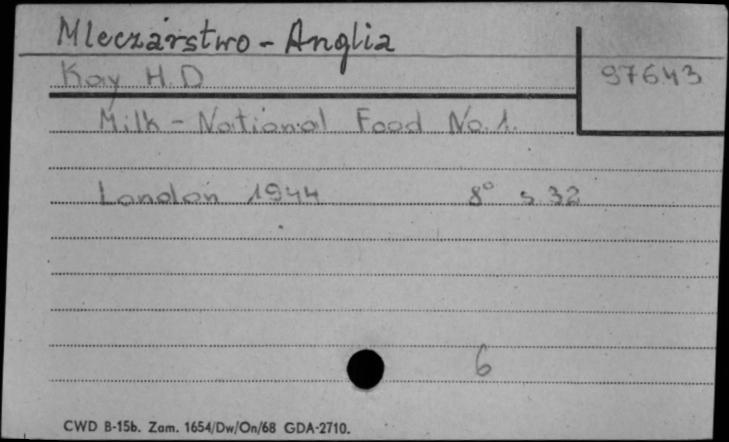 Mleczarstwo - Anglia
Kay H.D
97643
Milk - National Food No. 1.
London 1944 8° s. 32
6
CWD B-15b. Zam. 1654/Dw/On/68 GDA-2710.